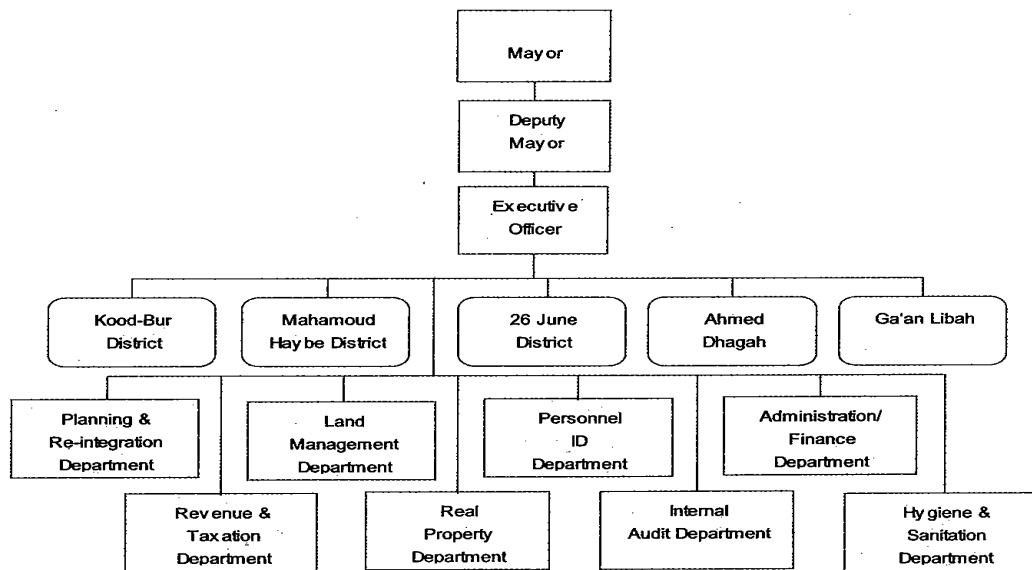 Mayor
Deputy
Mayor
Executive
Officer
Kood-Bur
District
Mahamoud
Haybe District
26 June
District
Ahmed
Dhagah
Ga'an Libah
Planning &
Re-integration
Department
Land
Management
Department
Personnel
ID
Department
Administration/
Finance
Department
Revenue &
Taxation
Department
Real
Property
Department
Internal
Audit Department
Hygiene &
Sanitation
Department